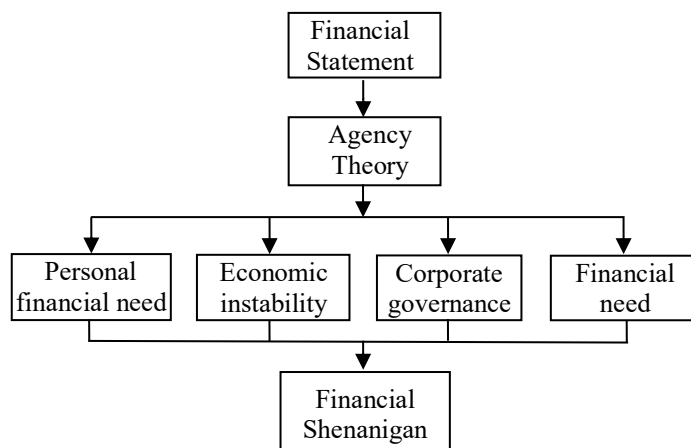 Financial
Statement
Agency
Theory
Personal
financial need
Economic
instability
Corporate
governance
Financial
need
Financial
Shenanigan